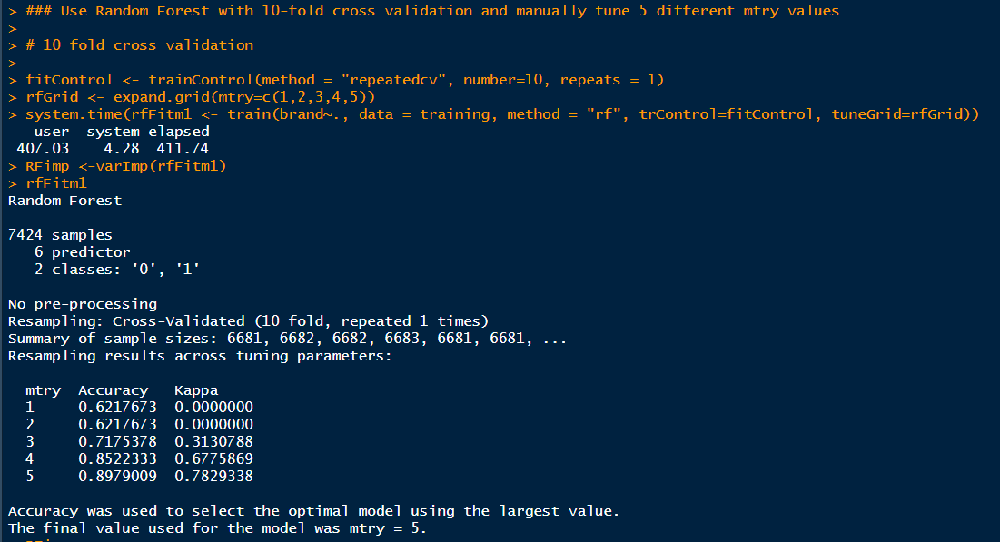 > ### Use Random Forest with 10-fold cross validation and manually tune 5 different mtry values
>
> # 10 fold cross validation
>
> fitControl <- trainControl(method = "repeatedcv", number=10, repeats = 1)
> rfGrid <- expand.grid(mtry=c(1,2,3,4,5))
> system.time(rfFitm1 <- train(brand~., data = training, method = "rf", trControl=fitControl, tuneGrid=rfGrid))
user system elapsed
407.03 4.28 411.74
> RFimp <-varImp(rfFitm1)
> rfFitm1
Random Forest
7424 samples
6 predictor
2 classes: '0', '1'
No pre-processing
Resampling: Cross-Validated (10 fold, repeated 1 times)
Summary of sample sizes: 6681, 6682, 6682, 6683, 6681, 6681, ...
Resampling results across tuning parameters:
mtry Accuracy Kappa
1 0.6217673 0.0000000
2 0.6217673 0.0000000
3 0.7175378 0.3130788
4 0.8522333 0.6775869
5 0.8979009 0.7829338
Accuracy was used to select the optimal model using the largest value.
The final value used for the model was mtry = 5.